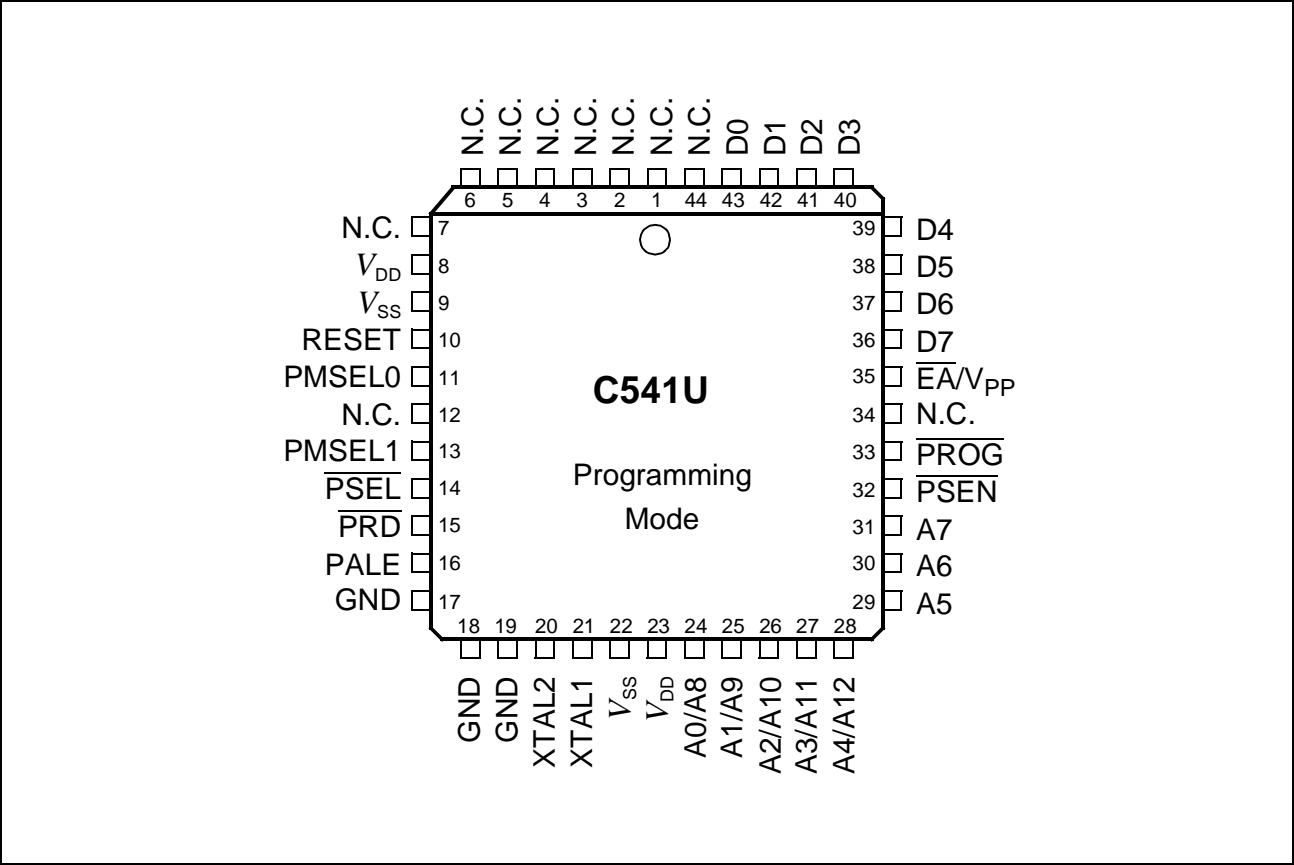 N.C. N.C. N.C. N.C. N.C. N.C. N.C. D0 D1 D2 D3
6 5 4 3 2 1 44 43 42 41 40
N.C. 7 39 D4
VDD 8 38 D5
VSS 9 37 D6
RESET 10 36 D7
PMSEL0 11 35 EA/VPP
N.C. 12 34 N.C.
PMSEL1 13 33 PROG
PSEL 14 32 PSEN
PRD 15 31 A7
PALE 16 30 A6
GND 17 29 A5
C541U
Programming
Mode
18 19 20 21 22 23 24 25 26 27 28
GND GND XTAL2 XTAL1 VSS VDD A0/A8 A1/A9 A2/A10 A3/A11 A4/A12